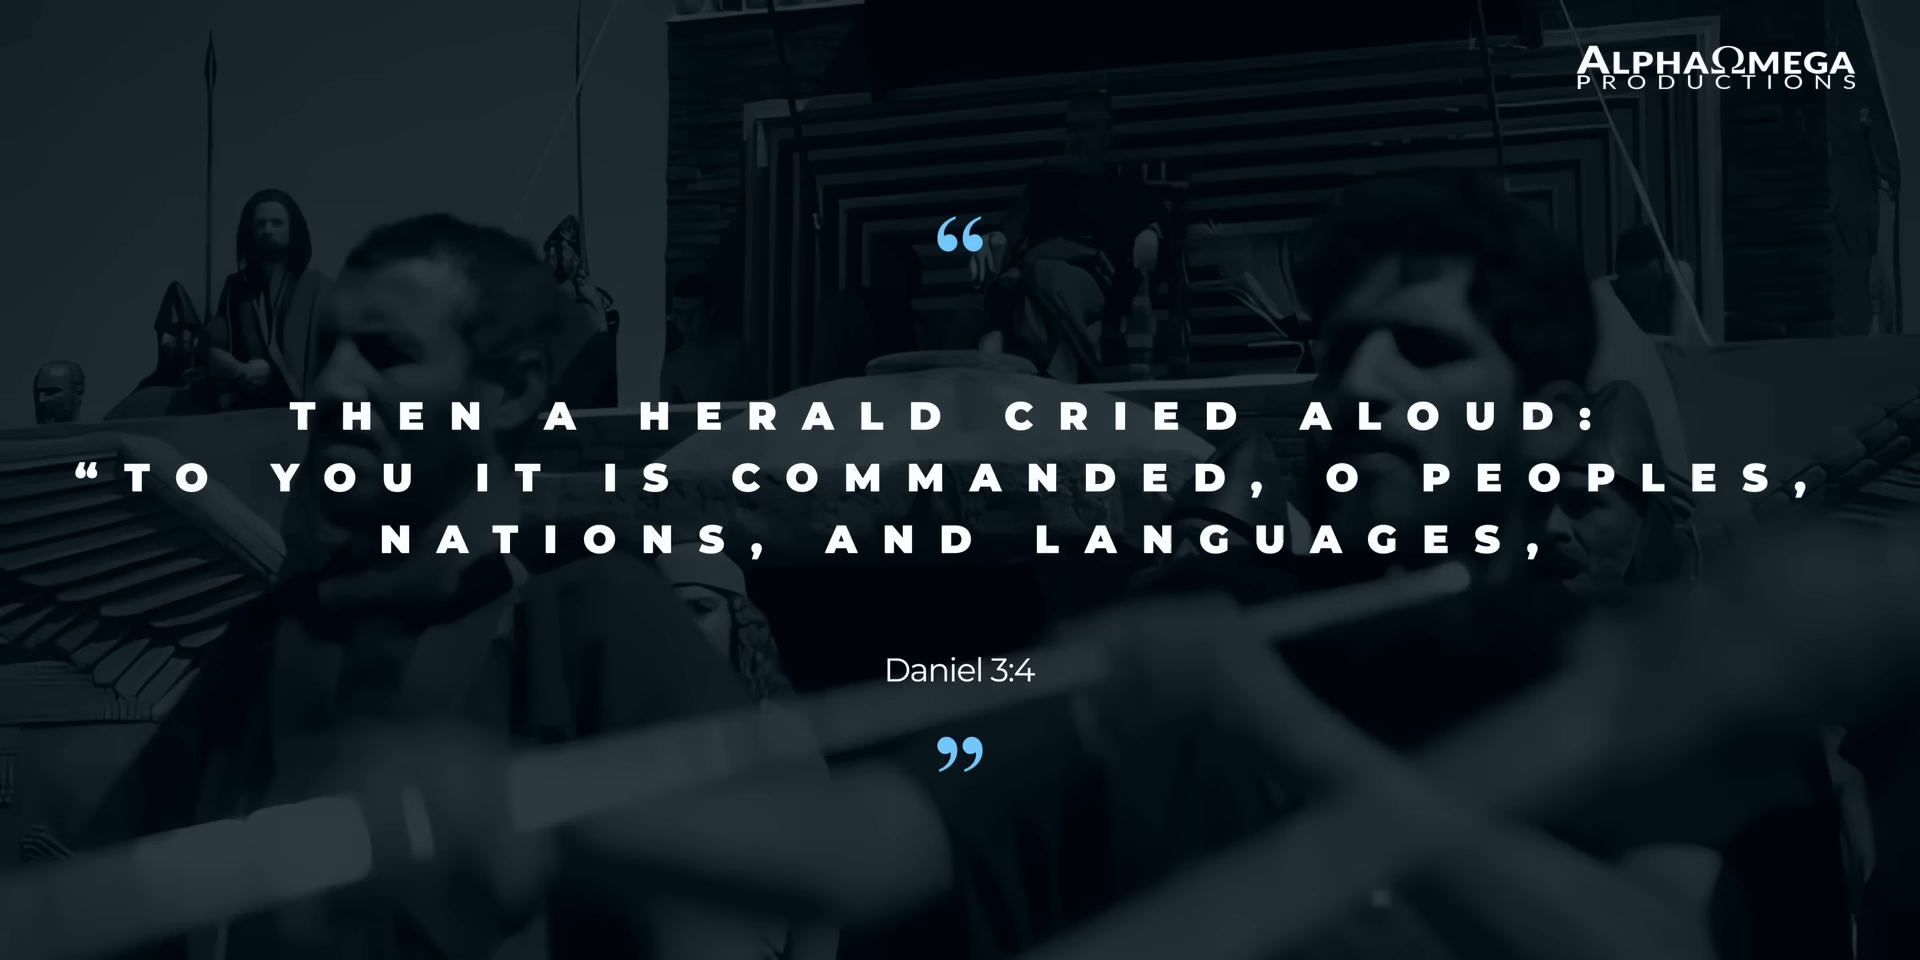 ALPHAΩMEGA
PRODUCTIONS
“
THEN A HERALD CRIED ALOUD:
“TO YOU IT IS COMMANDED, O PEOPLES,
NATIONS, AND LANGUAGES,
Daniel 3:4
”